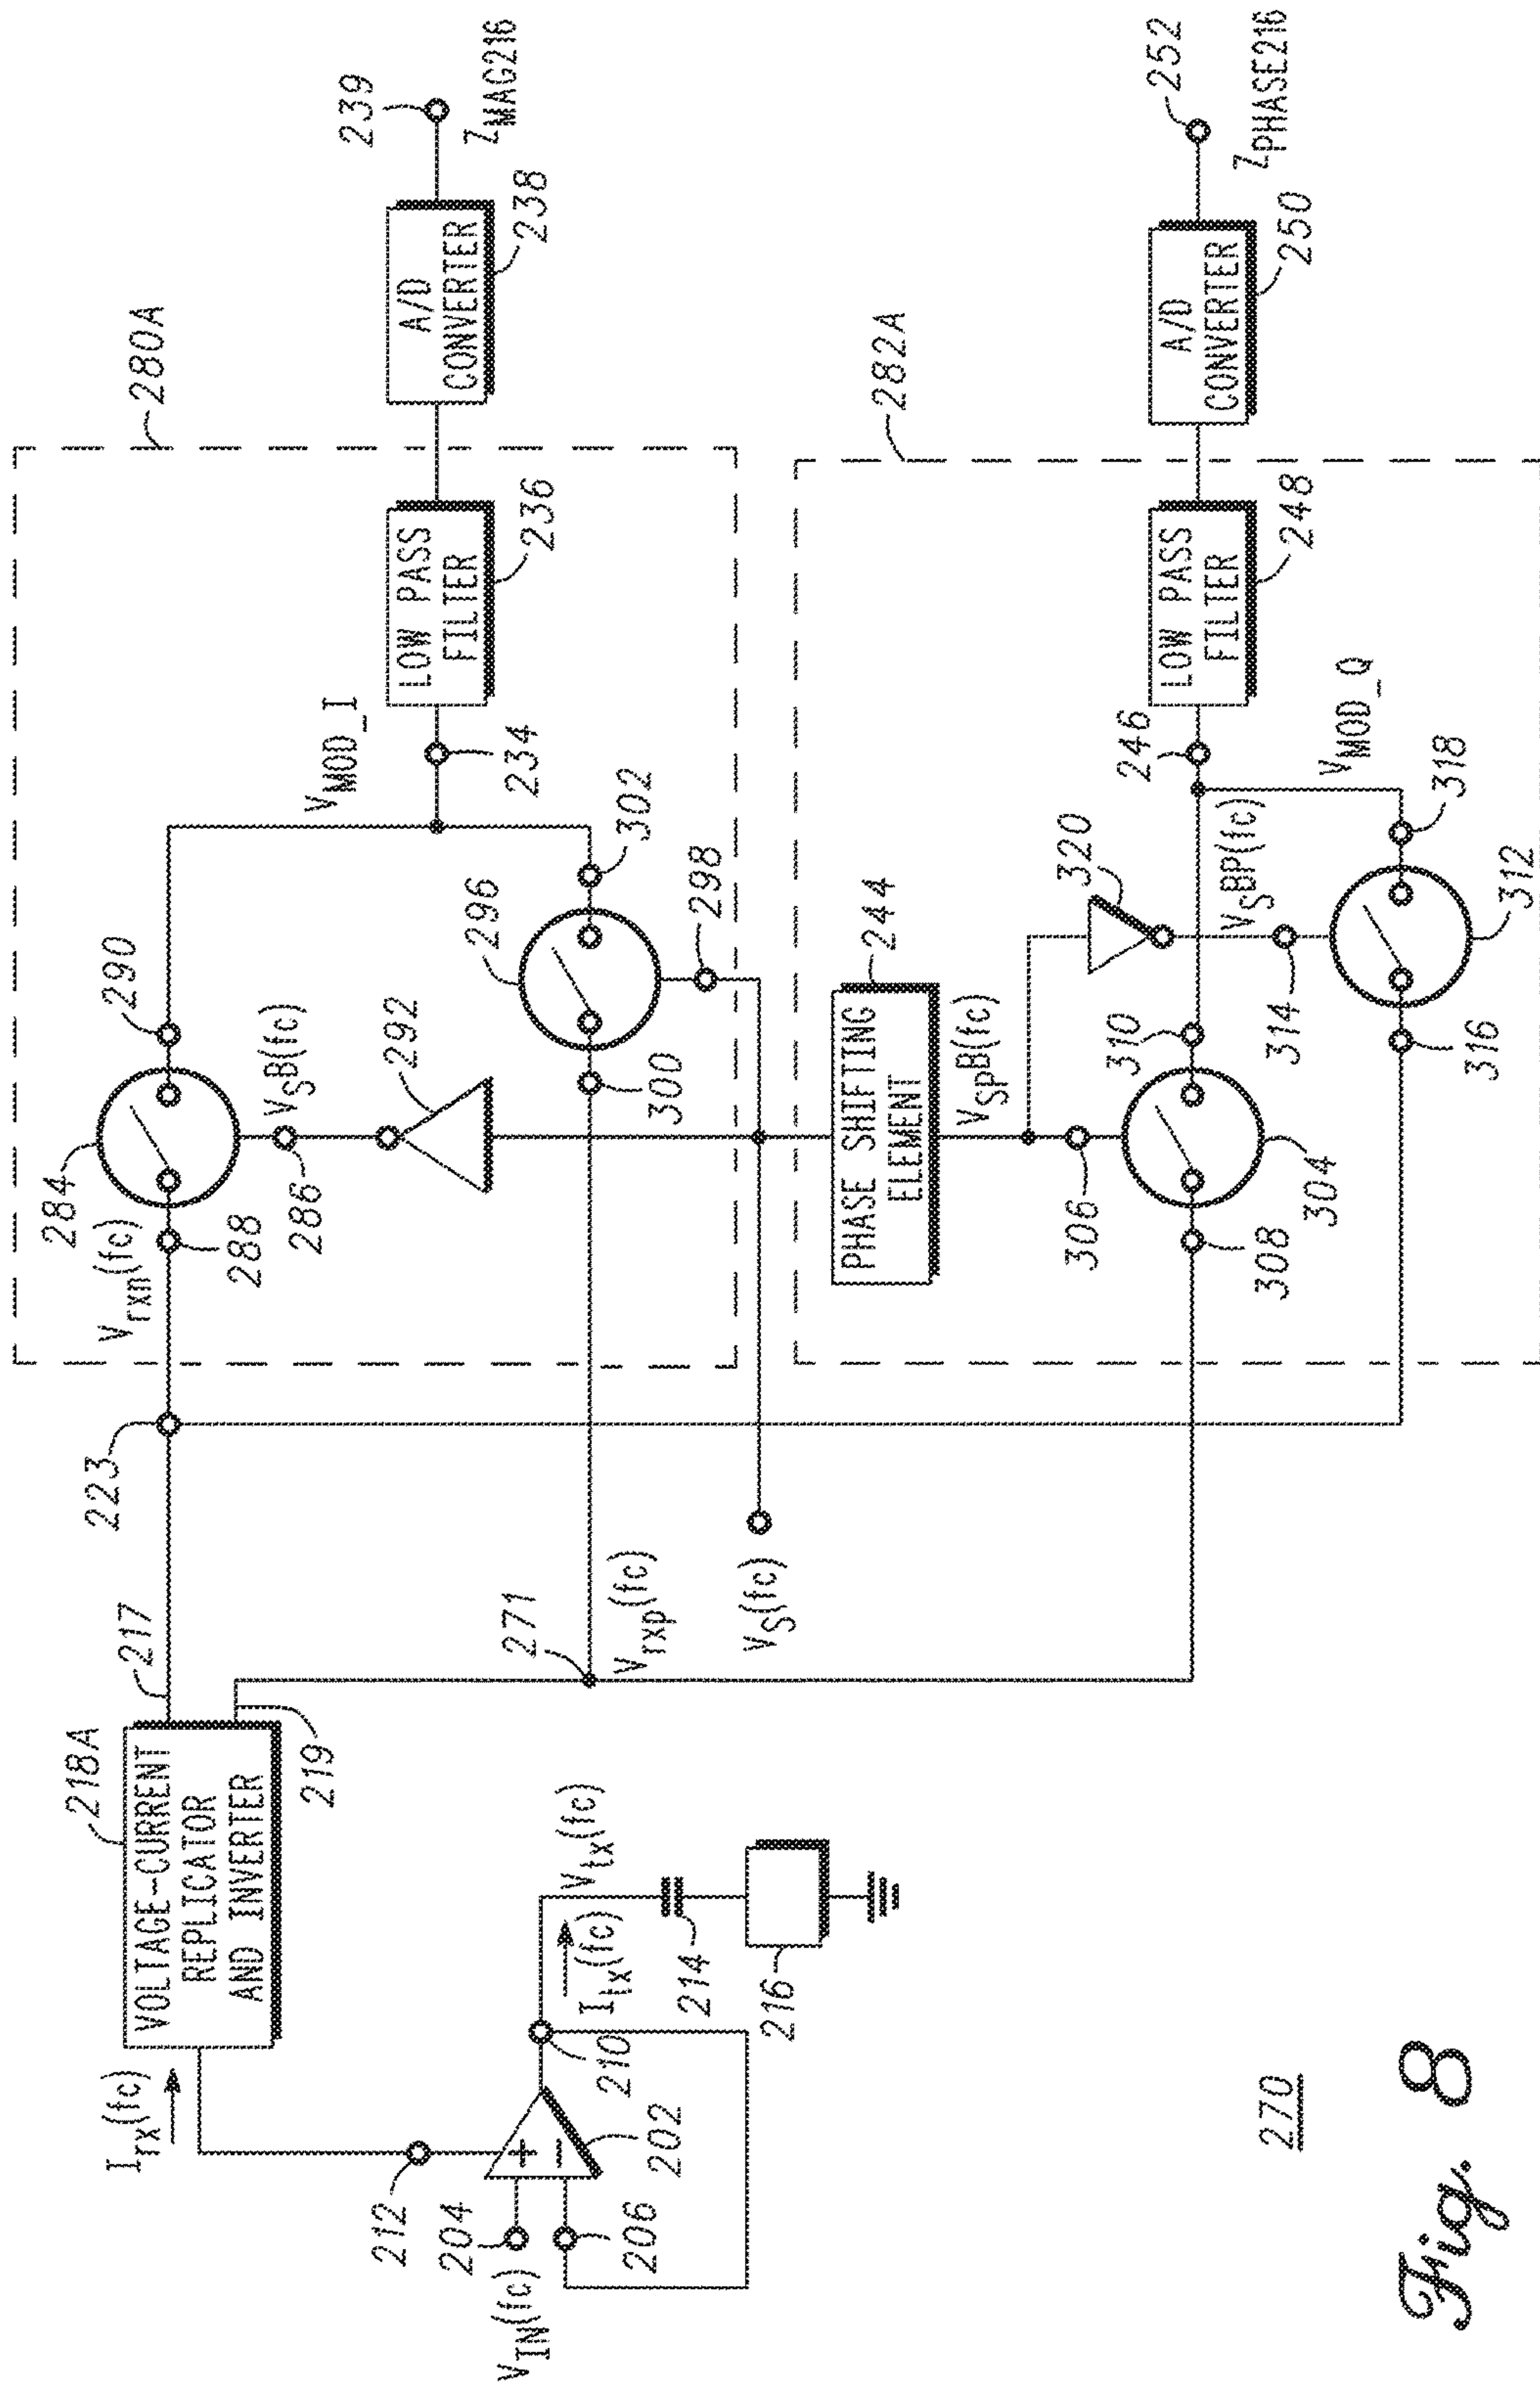 218A
VOLTAGE-CURRENT
REPLICATOR
AND INVERTER
217
219
223
Irx(fc)
212
204
VIN(fc)
206
+
−
202
210
Itx(fc)
Vtx(fc)
214
216
271
Vrxp(fc)
VS(fc)
280A
284
Vrxn(fc)
288
290
286
VSB(fc)
292
296
300
302
298
VMOD_I
234
LOW PASS
FILTER
236
A/D
CONVERTER
238
239
ZMAG216
282A
PHASE SHIFTING
ELEMENT
244
VSPB(fc)
306
308
310
304
320
VSBP(fc)
314
316
318
312
VMOD_Q
246
LOW PASS
FILTER
248
A/D
CONVERTER
250
252
ZPHASE216
270
Fig. 8